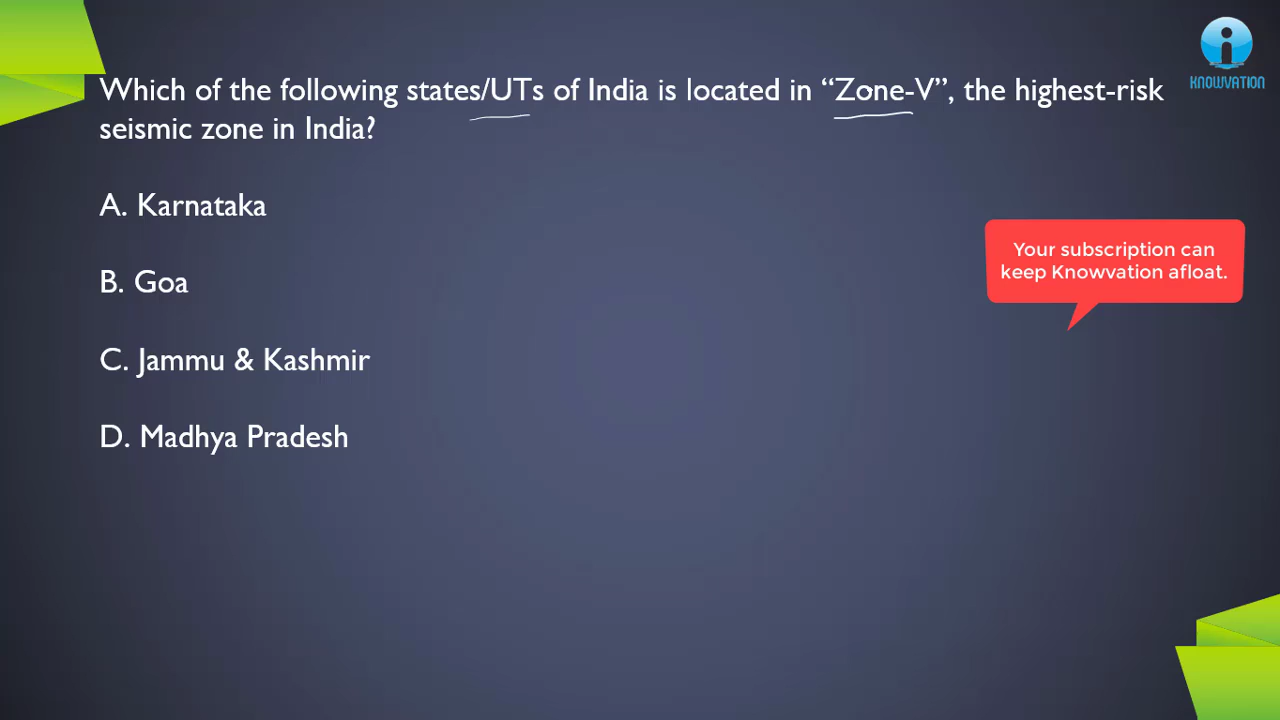 KNOWVATION
Which of the following states/UTs of India is located in “Zone-V”, the highest-risk
seismic zone in India?
A. Karnataka
B. Goa
C. Jammu & Kashmir
D. Madhya Pradesh
Your subscription can
keep Knowvation afloat.